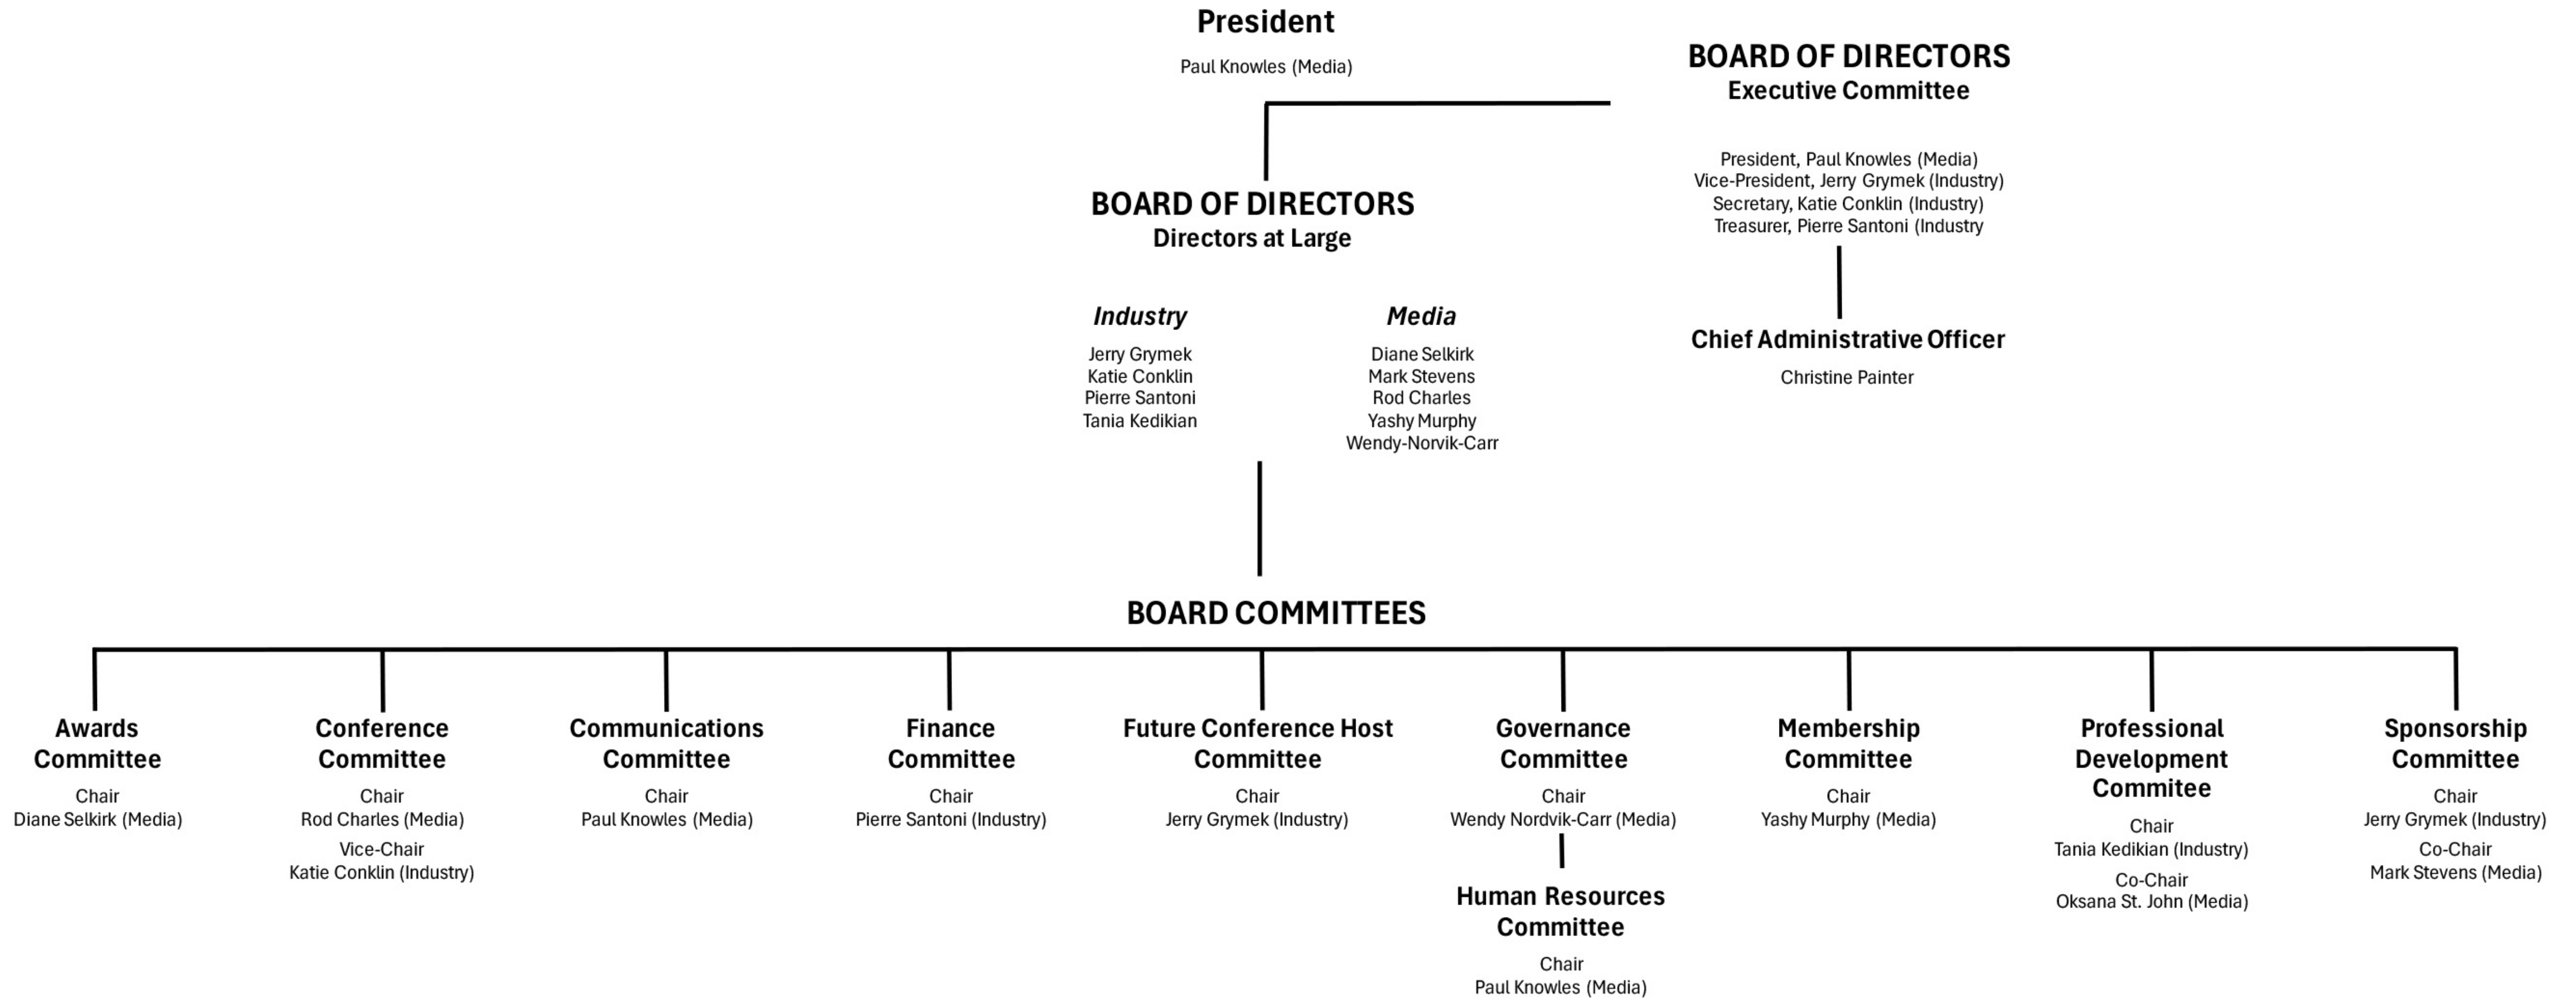 President
Paul Knowles (Media)
BOARD OF DIRECTORS
Executive Committee
President, Paul Knowles (Media)
Vice-President, Jerry Grymek (Industry)
Secretary, Katie Conklin (Industry)
Treasurer, Pierre Santoni (Industry
Chief Administrative Officer
Christine Painter
BOARD OF DIRECTORS
Directors at Large
Industry
Jerry Grymek
Katie Conklin
Pierre Santoni
Tania Kedikian
Media
Diane Selkirk
Mark Stevens
Rod Charles
Yashy Murphy
Wendy-Norvik-Carr
BOARD COMMITTEES
Awards
Committee
Chair
Diane Selkirk (Media)
Conference
Committee
Chair
Rod Charles (Media)
Vice-Chair
Katie Conklin (Industry)
Communications
Committee
Chair
Paul Knowles (Media)
Finance
Committee
Chair
Pierre Santoni (Industry)
Future Conference Host
Committee
Chair
Jerry Grymek (Industry)
Governance
Committee
Chair
Wendy Nordvik-Carr (Media)
Human Resources
Committee
Chair
Paul Knowles (Media)
Membership
Committee
Chair
Yashy Murphy (Media)
Professional
Development
Commitee
Chair
Tania Kedikian (Industry)
Co-Chair
Oksana St. John (Media)
Sponsorship
Committee
Chair
Jerry Grymek (Industry)
Co-Chair
Mark Stevens (Media)